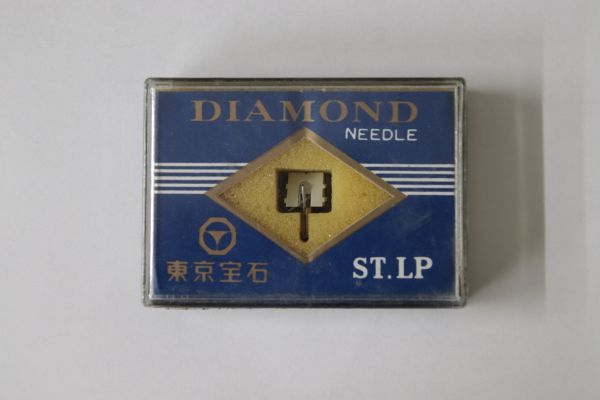 DIAMOND
NEEDLE
東京宝石
ST.LP